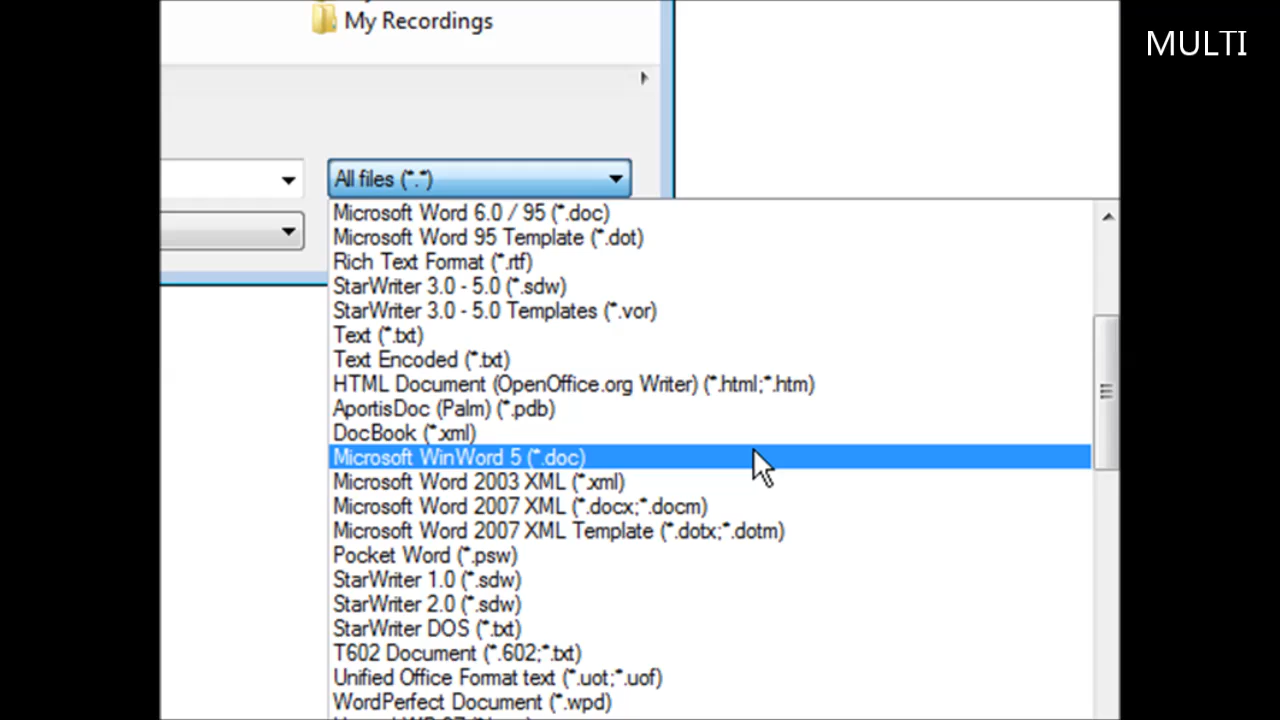 My Recordings
MULTI
All files (*.*)
Microsoft Word 6.0 / 95 (*.doc)
Microsoft Word 95 Template (*.dot)
Rich Text Format (*.rtf)
StarWriter 3.0 - 5.0 (*.sdw)
StarWriter 3.0 - 5.0 Templates (*.vor)
Text (*.txt)
Text Encoded (*.txt)
HTML Document (OpenOffice.org Writer) (*.html;*.htm)
AportisDoc (Palm) (*.pdb)
DocBook (*.xml)
Microsoft WinWord 5 (*.doc)
Microsoft Word 2003 XML (*.xml)
Microsoft Word 2007 XML (*.docx;*.docm)
Microsoft Word 2007 XML Template (*.dotx;*.dotm)
Pocket Word (*.psw)
StarWriter 1.0 (*.sdw)
StarWriter 2.0 (*.sdw)
StarWriter DOS (*.txt)
T602 Document (*.602;*.txt)
Unified Office Format text (*.uot;*.uof)
WordPerfect Document (*.wpd)